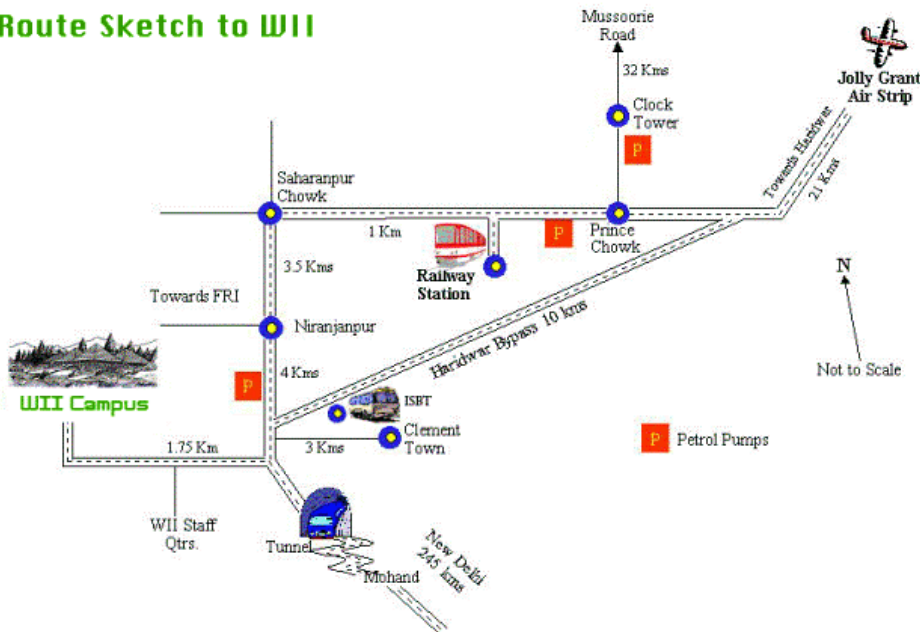 Route Sketch to WII
Mussoorie
Road
32 Kms
Jolly Grant
Air Strip
Clock
Tower
P
Towards Haridwar
21 Kms
Saharanpur
Chowk
1 Km
P
Prince
Chowk
Railway
Station
3.5 Kms
Towards FRI
Niranjanpur
N
Not to Scale
Haridwar Bypass 10 kms
P
4 Kms
WII Campus
ISBT
Clement
Town
3 Kms
P
Petrol Pumps
1.75 Km
WII Staff
Qtrs.
Tunnel
Mohand
New Delhi
245 kms